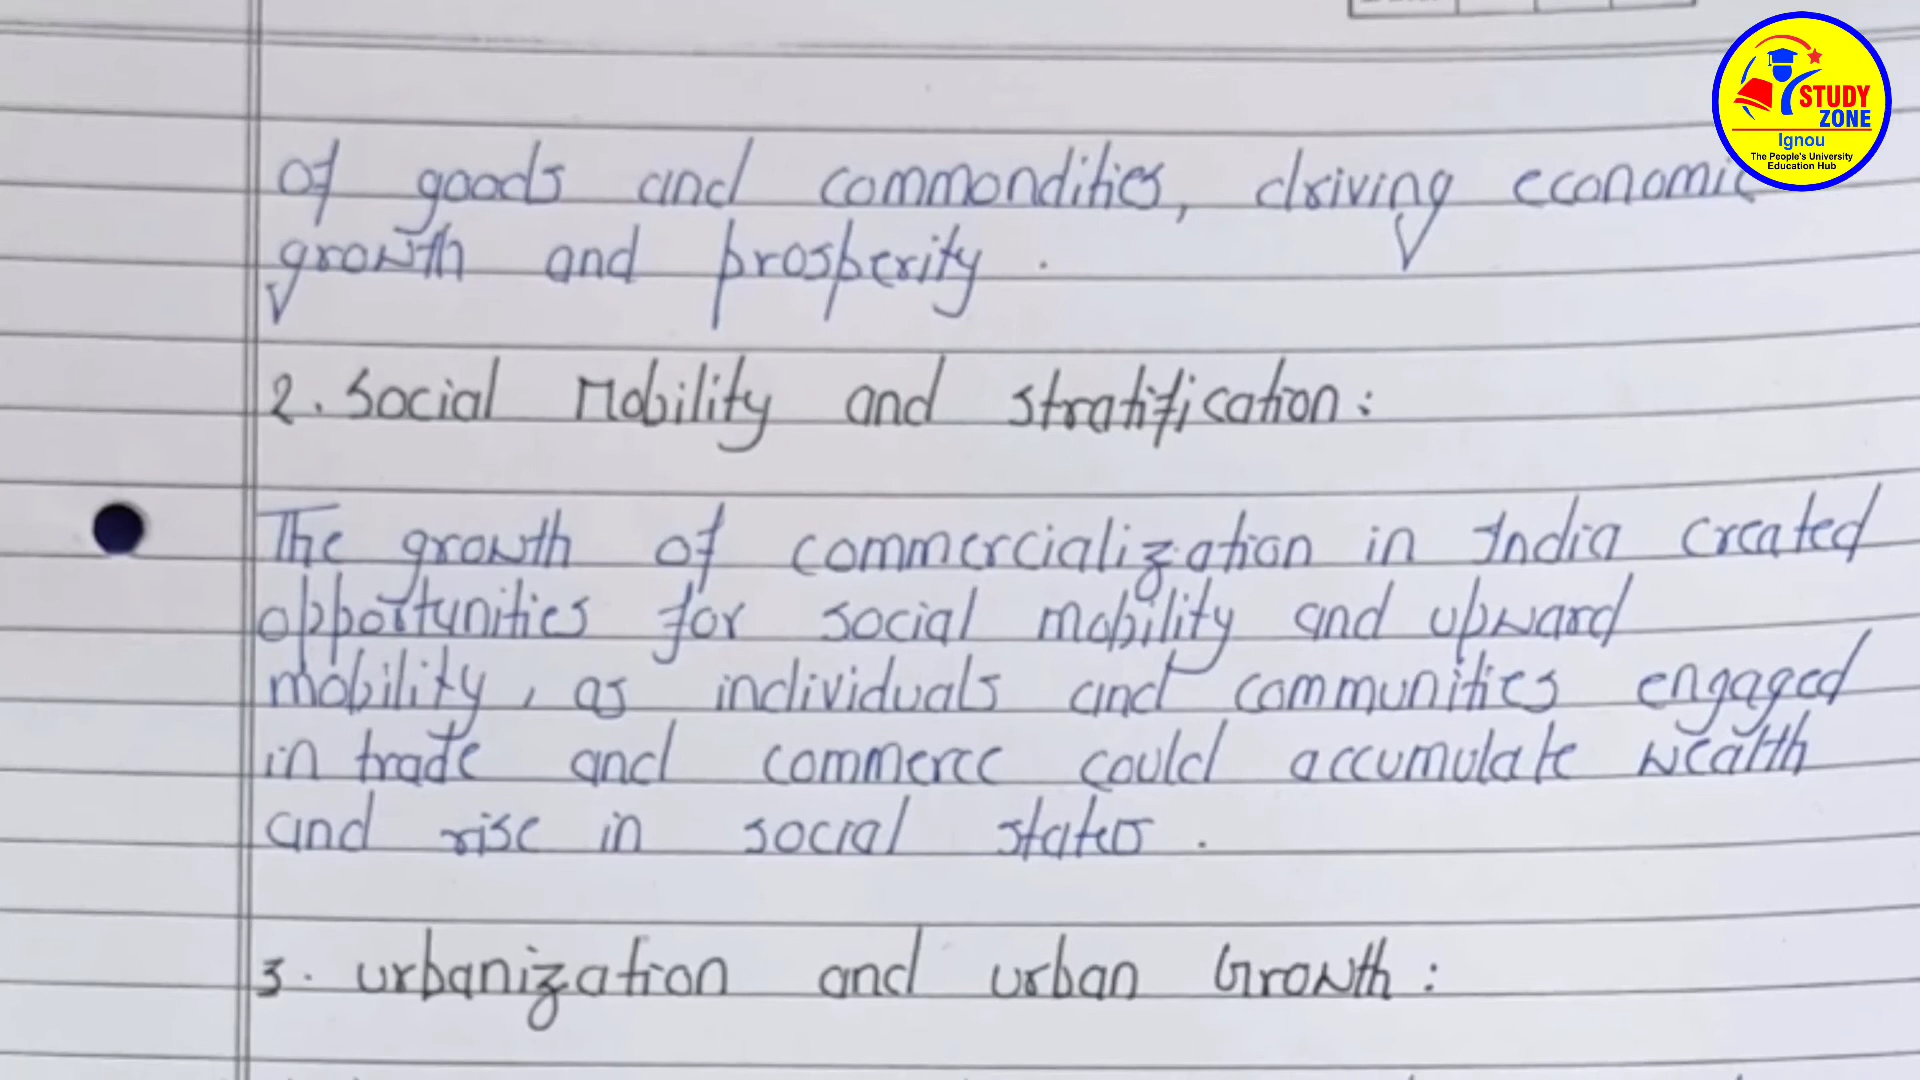 STUDY
ZONE
Ignou
The People's University
Education Hub
of goods and commondities, driving economic
growth and prosperity .
2. Social Mobility and stratification :
The growth of commercialization in India created
opportunities for social mobility and upward
mobility, as individuals and communities engaged
in trade and commerce could accumulate wealth
and rise in social states .
3. urbanization and urban Growth :